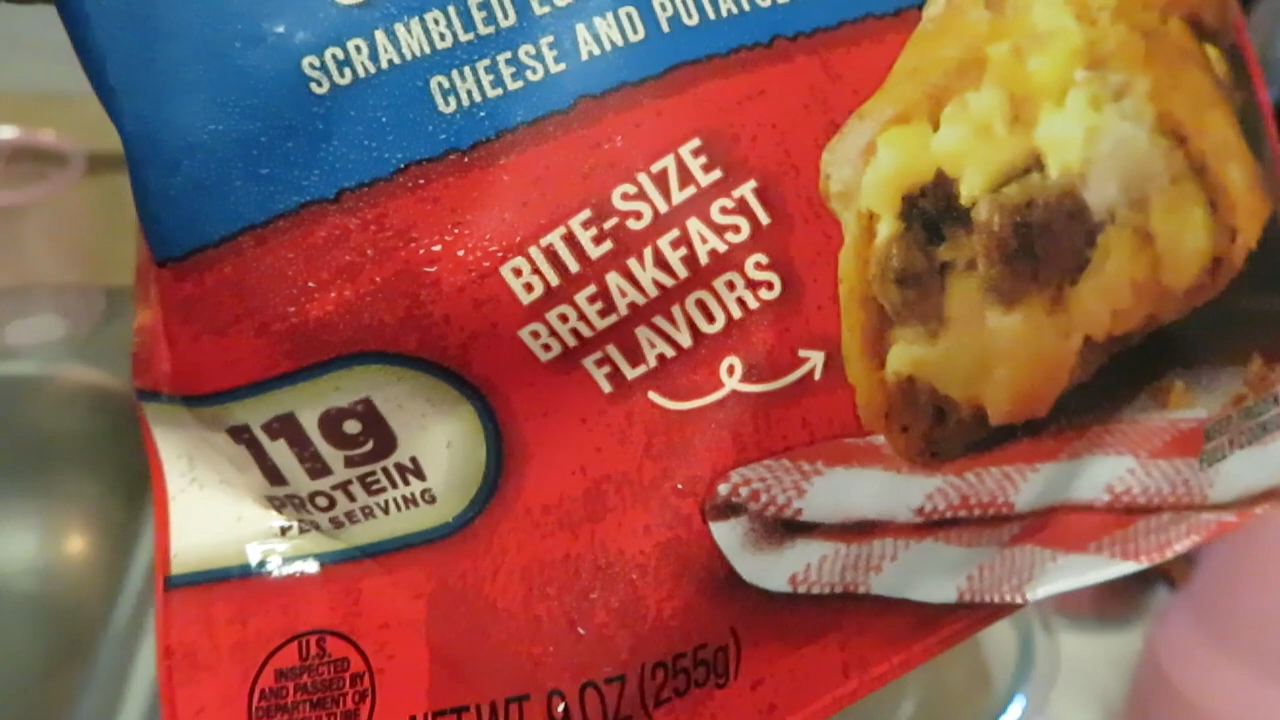 SCRAMBLED
CHEESE AND
BITE-SIZE
BREAKFAST
FLAVORS
11g
PROTEIN
PER SERVING
U.S.
INSPECTED
AND PASSED BY
DEPARTMENT OF
NET WT. 9 OZ (255g)